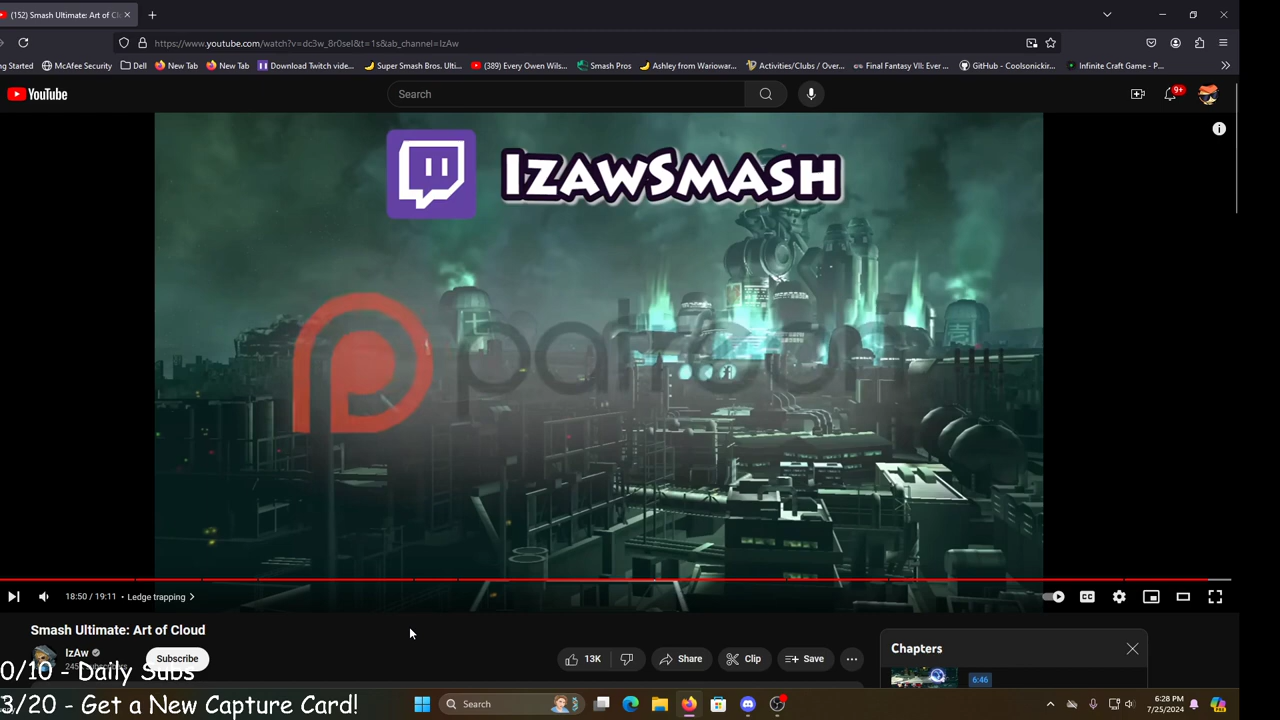 (152) Smash Ultimate: Art of Cl
https://www.youtube.com/watch?v=dc3w_8r0seI&t=1s&ab_channel=IzAw
ng Started McAfee Security Dell New Tab New Tab Download Twitch vide... Super Smash Bros. Ulti... (389) Every Owen Wils... Smash Pros Ashley from Wariowar... Activities/Clubs / Over... Final Fantasy VII: Ever ... GitHub - Coolsonickir... Infinite Craft Game - P...
YouTube
Search
9+
IzawSmash
patreon
18:50 / 19:11 • Ledge trapping
CC
Smash Ultimate: Art of Cloud
IzAw
Subscribe
13K
Share
Clip
Save
Chapters
6:46
0/10 - Daily Subs
3/20 - Get a New Capture Card!
Search
6:28 PM
7/25/2024